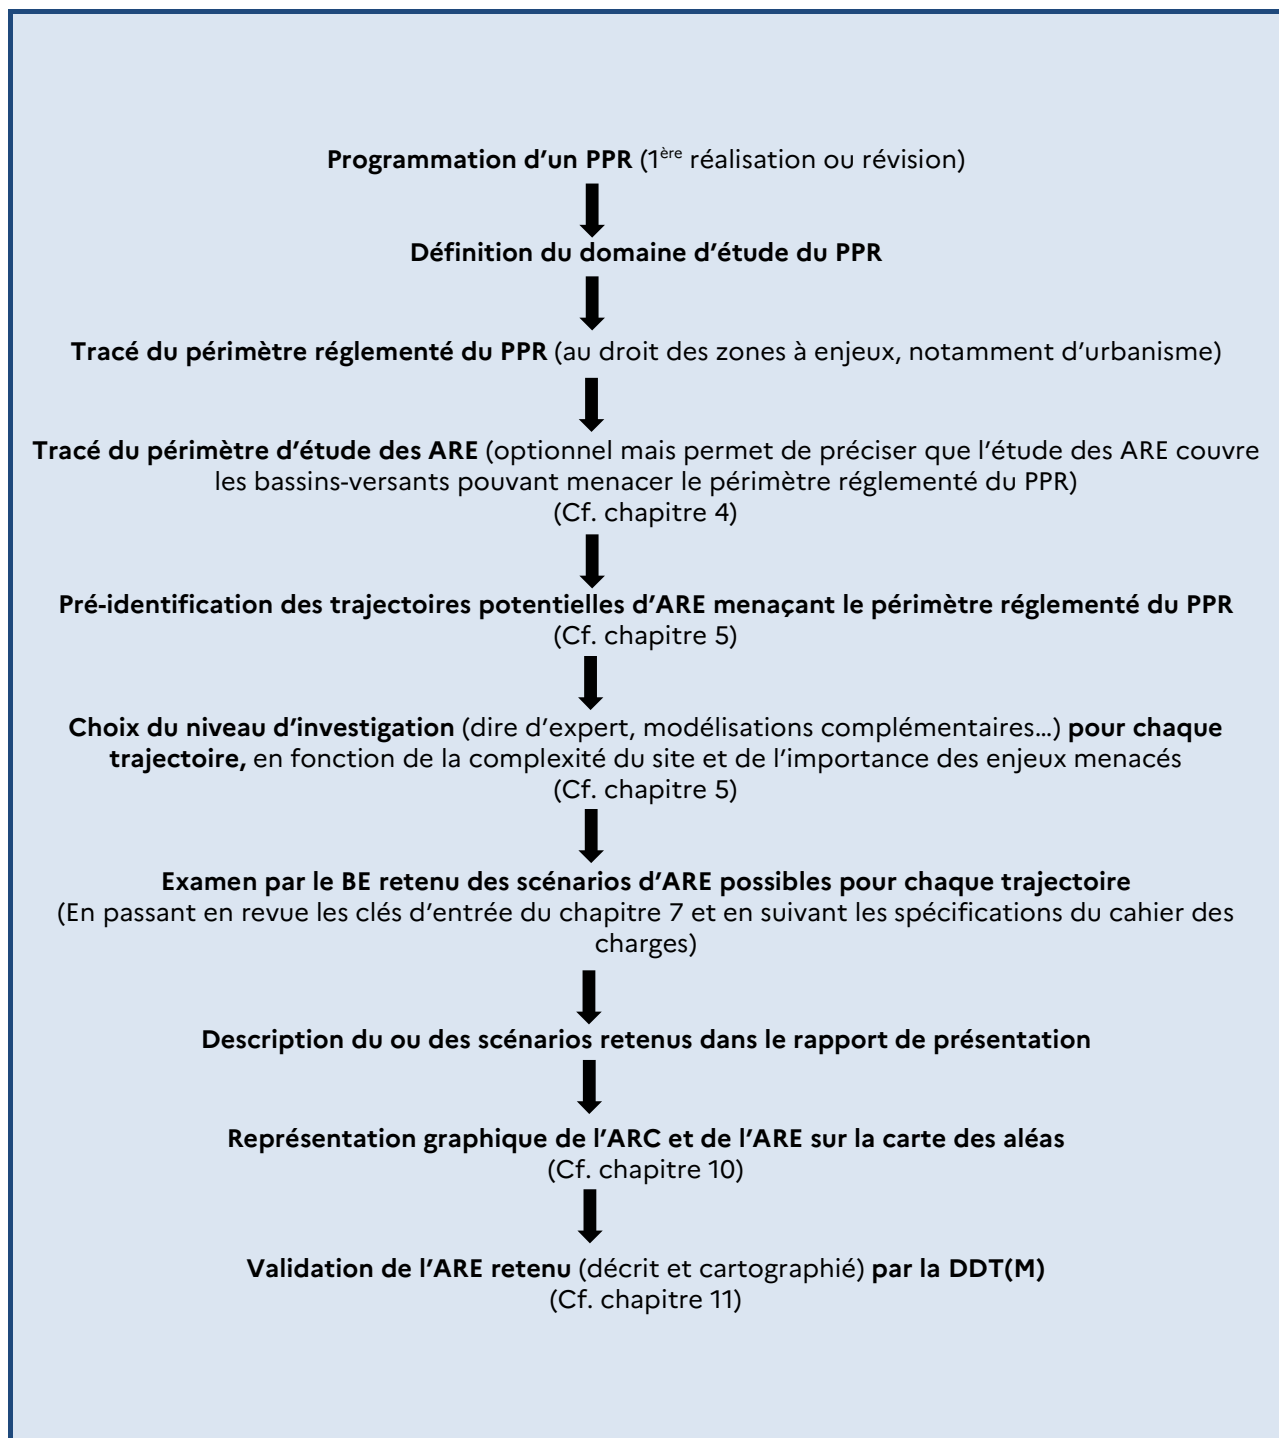 Programmation d’un PPR (1ère réalisation ou révision)
Définition du domaine d’étude du PPR
Tracé du périmètre réglementé du PPR (au droit des zones à enjeux, notamment d’urbanisme)
Tracé du périmètre d’étude des ARE (optionnel mais permet de préciser que l’étude des ARE couvre
les bassins-versants pouvant menacer le périmètre réglementé du PPR)
(Cf. chapitre 4)
Pré-identification des trajectoires potentielles d’ARE menaçant le périmètre réglementé du PPR
(Cf. chapitre 5)
Choix du niveau d’investigation (dire d’expert, modélisations complémentaires…) pour chaque
trajectoire, en fonction de la complexité du site et de l’importance des enjeux menacés
(Cf. chapitre 5)
Examen par le BE retenu des scénarios d’ARE possibles pour chaque trajectoire
(En passant en revue les clés d’entrée du chapitre 7 et en suivant les spécifications du cahier des
charges)
Description du ou des scénarios retenus dans le rapport de présentation
Représentation graphique de l’ARC et de l’ARE sur la carte des aléas
(Cf. chapitre 10)
Validation de l’ARE retenu (décrit et cartographié) par la DDT(M)
(Cf. chapitre 11)